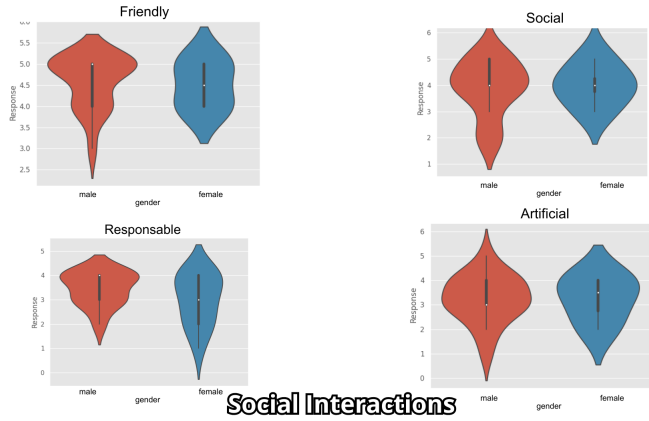 Friendly
6.0
5.5
5.0
4.5
4.0
3.5
3.0
2.5
Response
male
female
gender
Social
6
5
4
3
2
1
Response
male
female
gender
Responsable
5
4
3
2
1
0
Response
male
female
gender
Artificial
6
5
4
3
2
1
0
Response
male
female
gender
Social Interactions